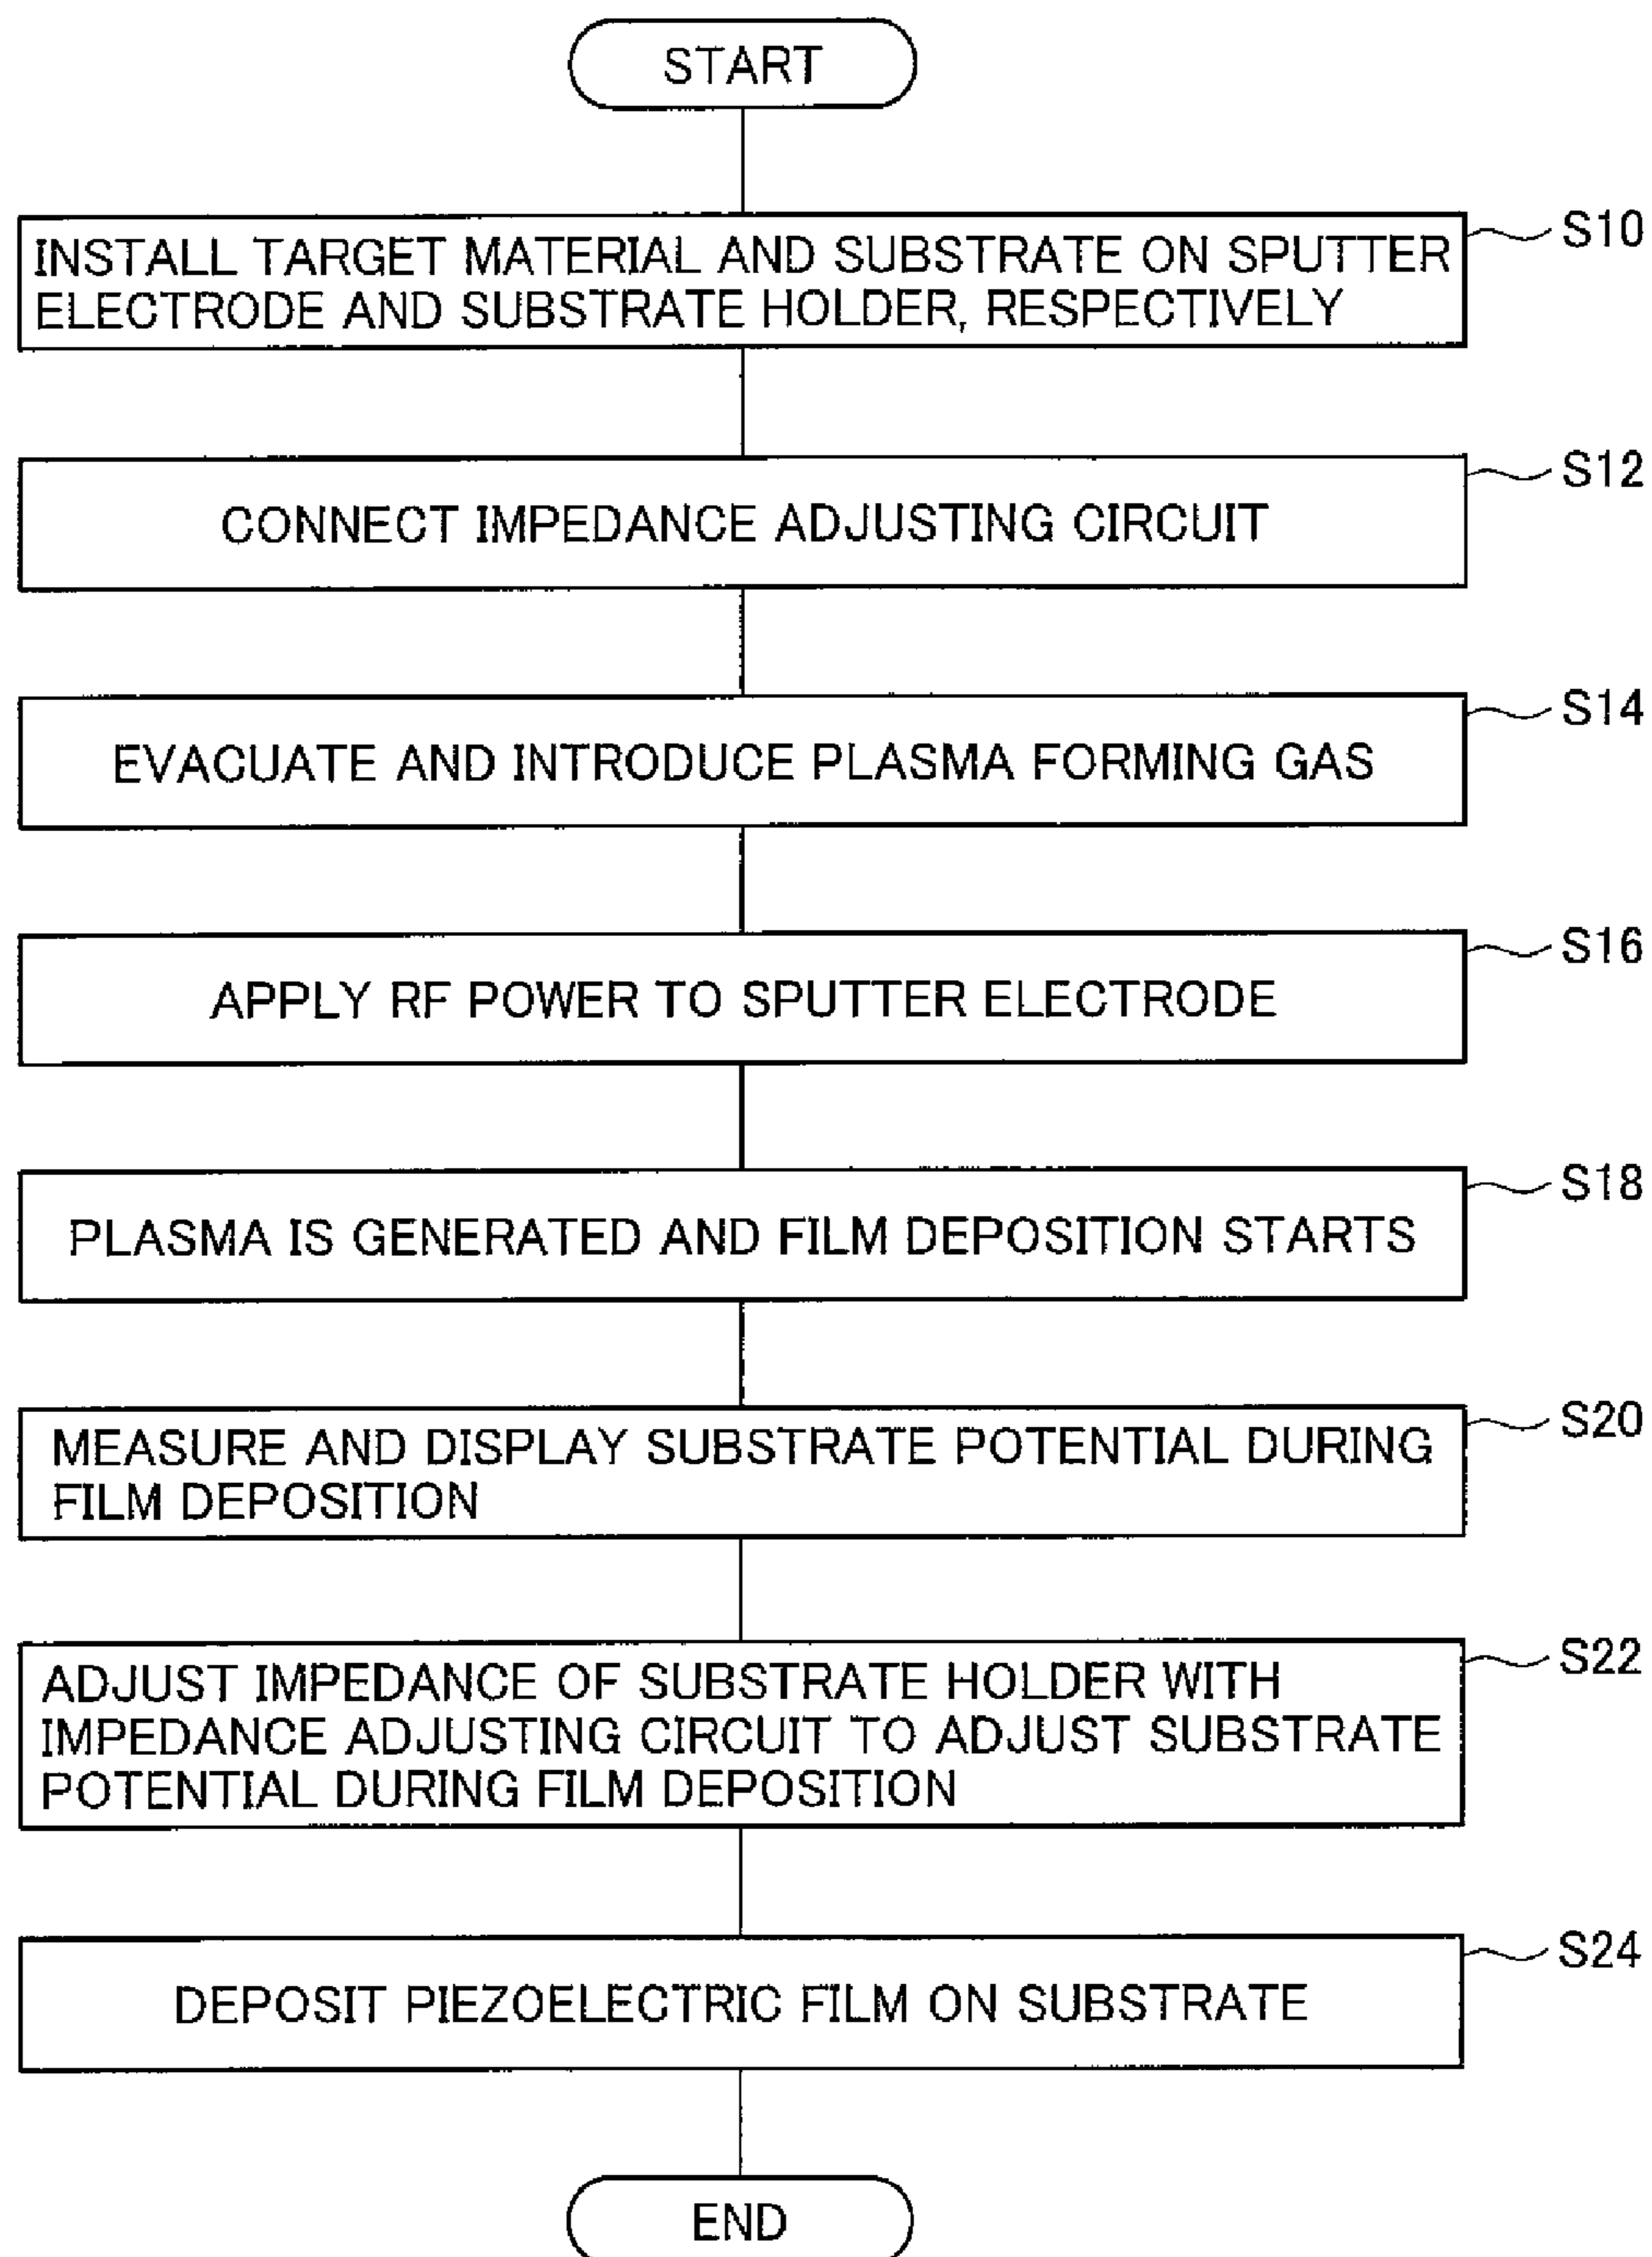 START
S10
INSTALL TARGET MATERIAL AND SUBSTRATE ON SPUTTER
ELECTRODE AND SUBSTRATE HOLDER, RESPECTIVELY
S12
CONNECT IMPEDANCE ADJUSTING CIRCUIT
S14
EVACUATE AND INTRODUCE PLASMA FORMING GAS
S16
APPLY RF POWER TO SPUTTER ELECTRODE
S18
PLASMA IS GENERATED AND FILM DEPOSITION STARTS
S20
MEASURE AND DISPLAY SUBSTRATE POTENTIAL DURING
FILM DEPOSITION
S22
ADJUST IMPEDANCE OF SUBSTRATE HOLDER WITH
IMPEDANCE ADJUSTING CIRCUIT TO ADJUST SUBSTRATE
POTENTIAL DURING FILM DEPOSITION
S24
DEPOSIT PIEZOELECTRIC FILM ON SUBSTRATE
END